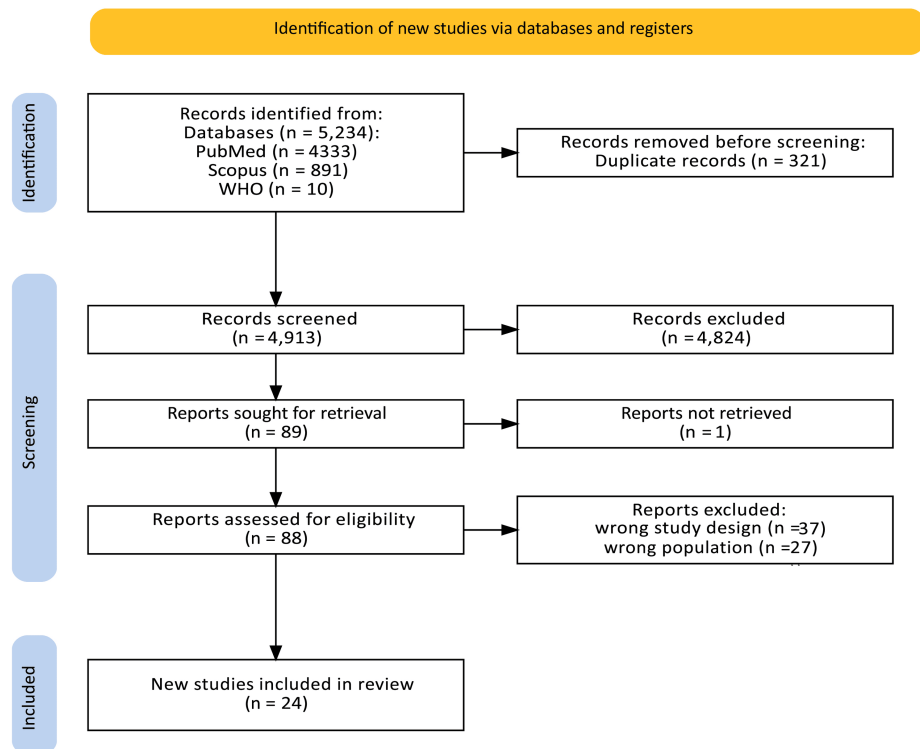 Identification of new studies via databases and registers
Identification
Records identified from:
Databases (n = 5,234):
PubMed (n = 4333)
Scopus (n = 891)
WHO (n = 10)
Records removed before screening:
Duplicate records (n = 321)
Screening
Records screened
(n = 4,913)
Records excluded
(n = 4,824)
Reports sought for retrieval
(n = 89)
Reports not retrieved
(n = 1)
Reports assessed for eligibility
(n = 88)
Reports excluded:
wrong study design (n =37)
wrong population (n =27)
Included
New studies included in review
(n = 24)